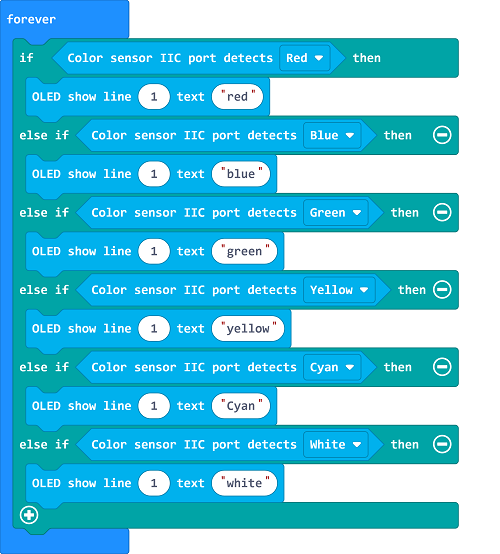 forever
if Color sensor IIC port detects Red then
OLED show line 1 text "red"
else if Color sensor IIC port detects Blue then
OLED show line 1 text "blue"
else if Color sensor IIC port detects Green then
OLED show line 1 text "green"
else if Color sensor IIC port detects Yellow then
OLED show line 1 text "yellow"
else if Color sensor IIC port detects Cyan then
OLED show line 1 text "Cyan"
else if Color sensor IIC port detects White then
OLED show line 1 text "white"